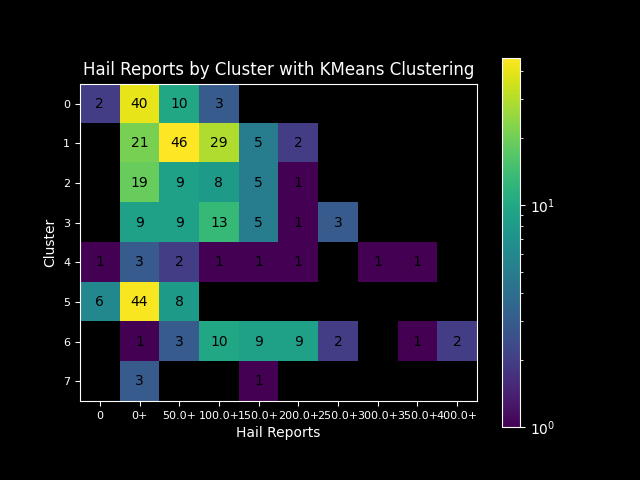 Hail Reports by Cluster with KMeans Clustering
0 2 40 10 3
1 21 46 29 5 2
2 19 9 8 5 1
3 9 9 13 5 1 3
4 1 3 2 1 1 1 1 1
5 6 44 8
6 1 3 10 9 9 2 1 2
7 3 1
0 0+ 50.0+ 100.0+ 150.0+ 200.0+ 250.0+ 300.0+ 350.0+ 400.0+
Hail Reports
Cluster
10¹
10⁰